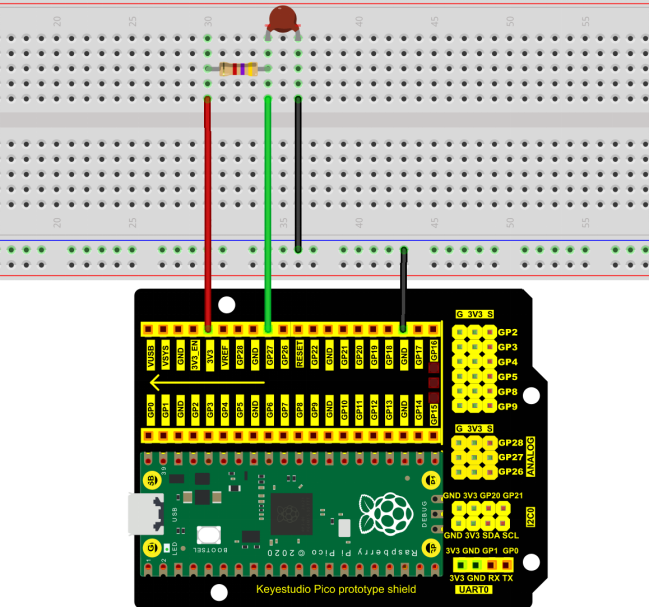 20 25 30 35 40 45 50 55
20 25 35 40 45 50 55
VBUS VSYS GND 3V3_EN 3V3 VREF GP28 GND GP27 GP26 RESET GP22 GND GP21 GP20 GP19 GP18 GND GP17 GP16
GP0 GP1 GND GP2 GP3 GP4 GP5 GND GP6 GP7 GP8 GP9 GND GP10 GP11 GP12 GP13 GND GP14 GP15
G 3V3 S
GP2
GP3
GP4
GP5
GP8
GP9
G 3V3 S
GP28
GP27
GP26
ANALOG
GND 3V3 GP20 GP21
GND 3V3 SDA SCL
I2C0
3V3 GND GP1 GP0
3V3 GND RX TX
UART0
39
USB
LED
1
2
BOOTSEL
Raspberry Pi Pico © 2020
DEBUG
Keyestudio Pico prototype shield